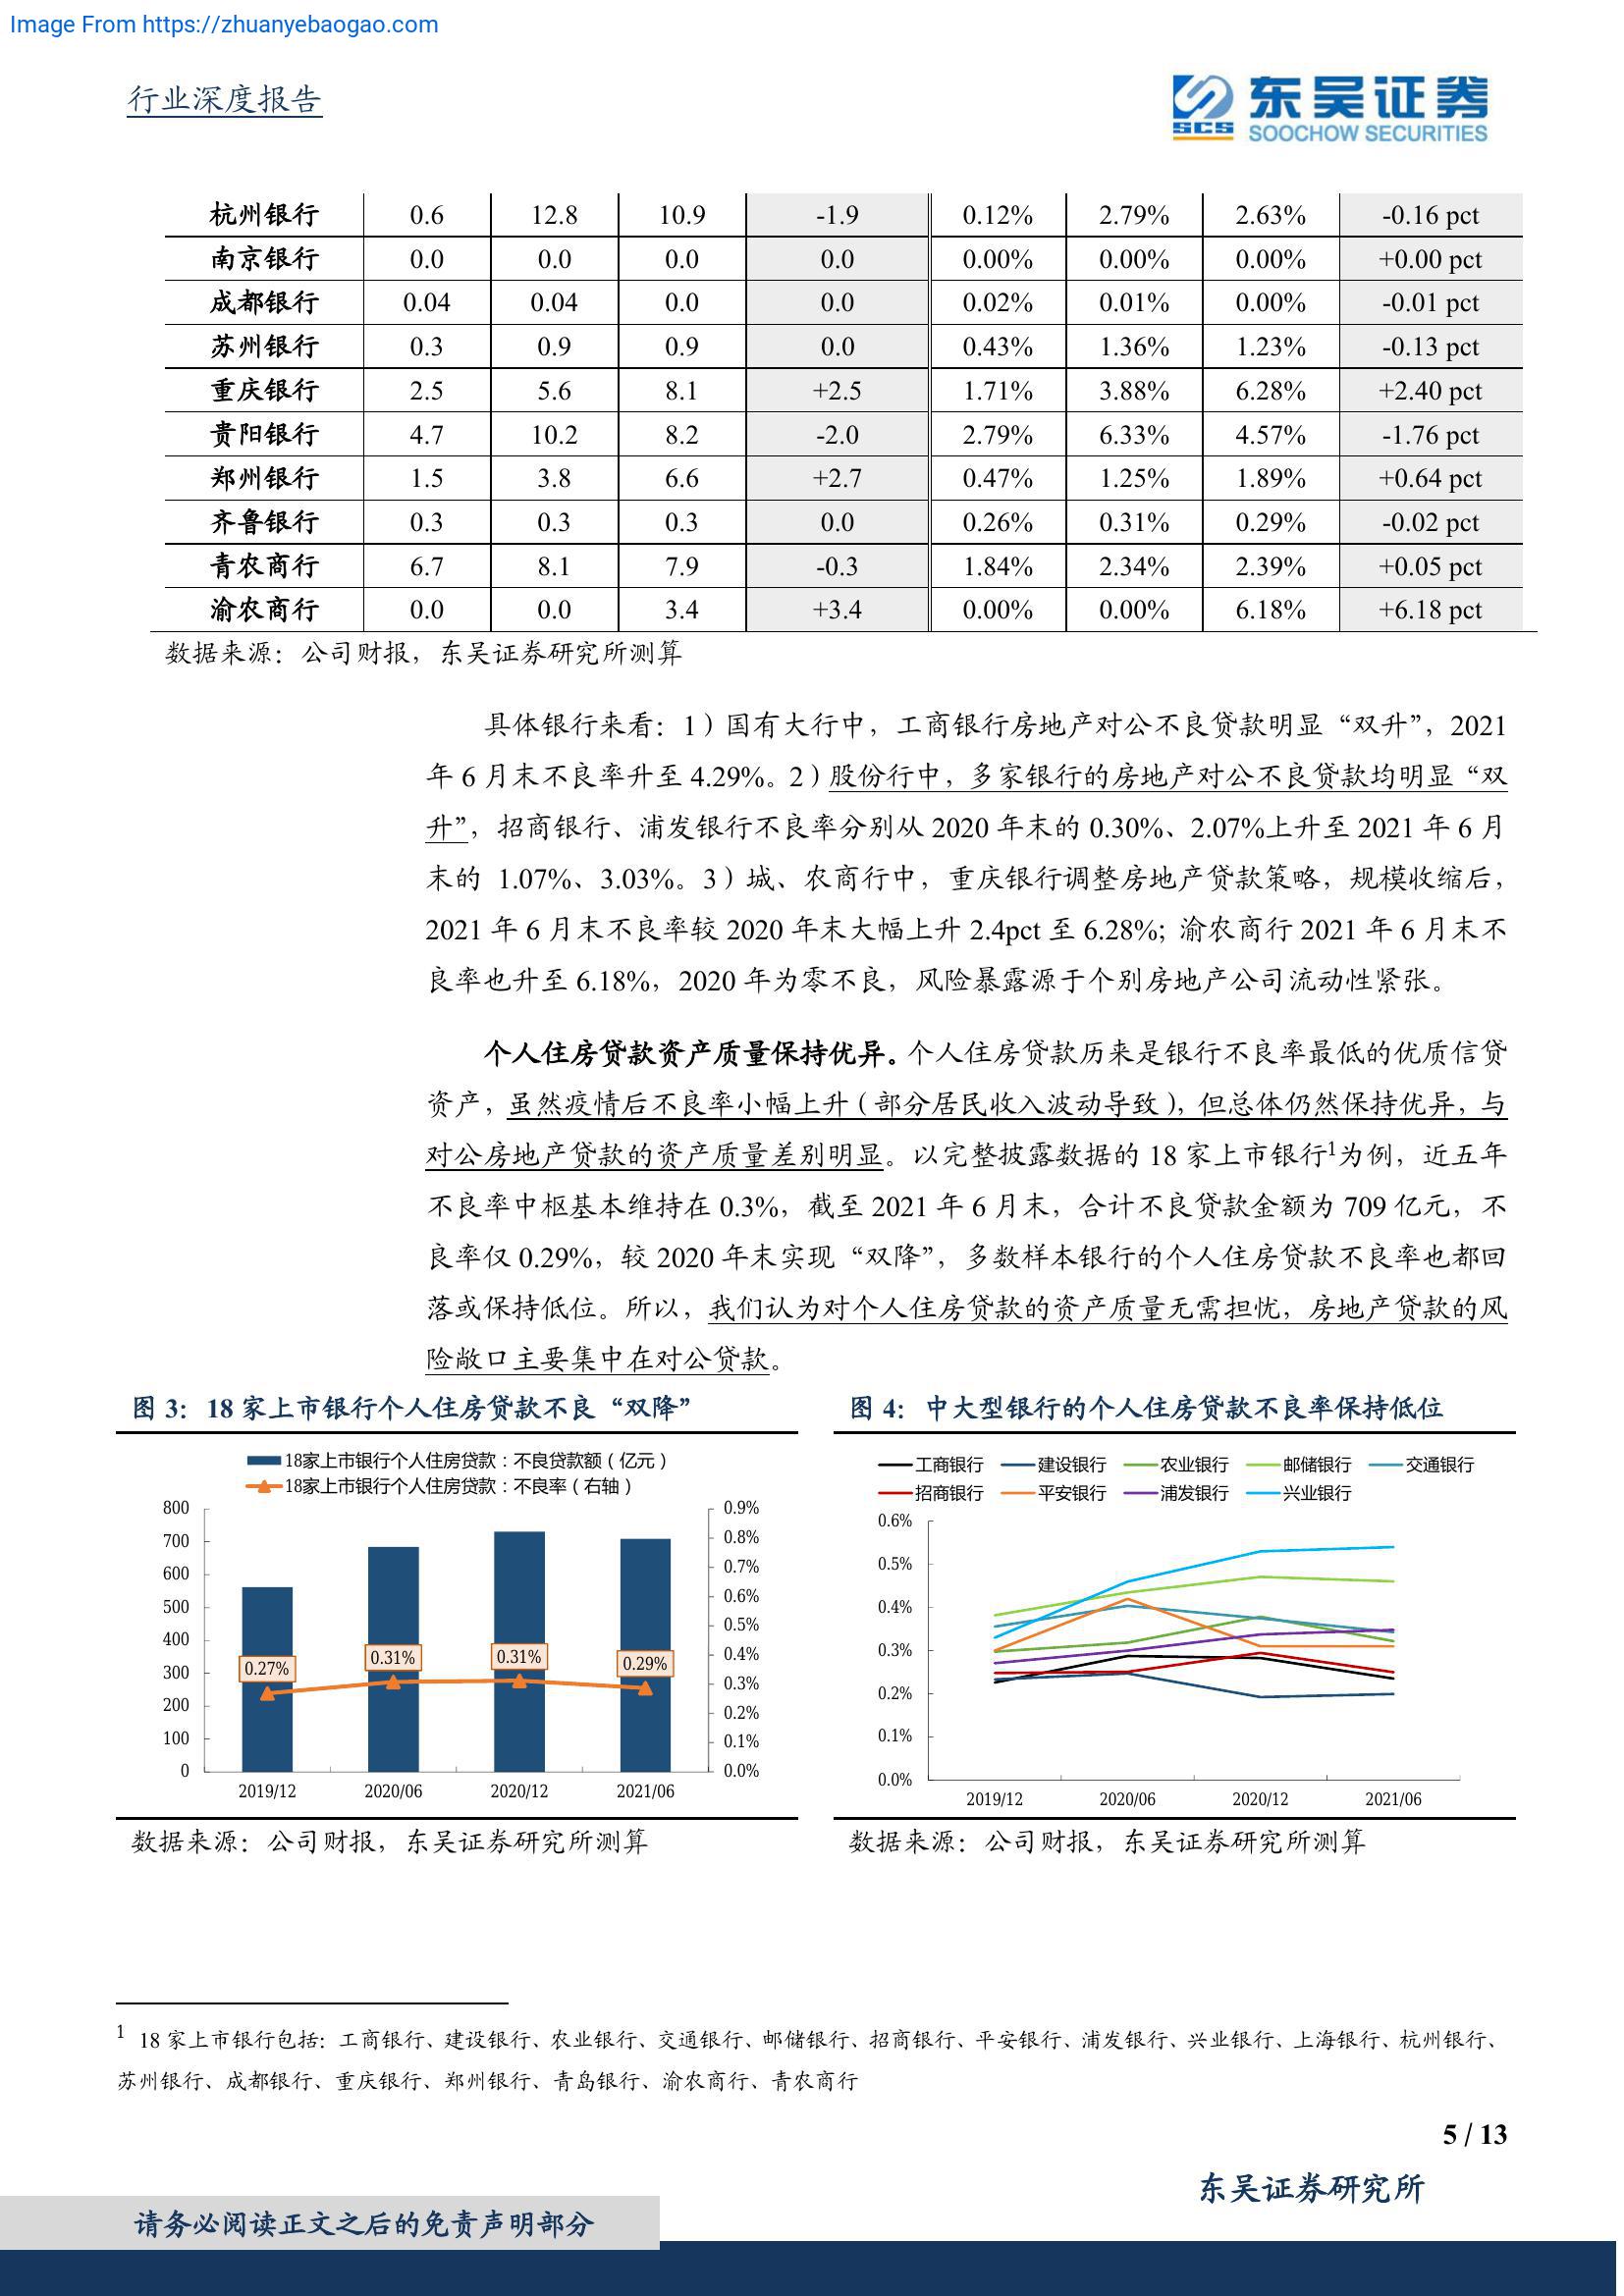 Image From https://zhuanyebaogao.com
行业深度报告
东吴证券
SCS
SOOCHOW SECURITIES
杭州银行 0.6 12.8 10.9 -1.9 0.12% 2.79% 2.63% -0.16 pct
南京银行 0.0 0.0 0.0 0.0 0.00% 0.00% 0.00% +0.00 pct
成都银行 0.04 0.04 0.0 0.0 0.02% 0.01% 0.00% -0.01 pct
苏州银行 0.3 0.9 0.9 0.0 0.43% 1.36% 1.23% -0.13 pct
重庆银行 2.5 5.6 8.1 +2.5 1.71% 3.88% 6.28% +2.40 pct
贵阳银行 4.7 10.2 8.2 -2.0 2.79% 6.33% 4.57% -1.76 pct
郑州银行 1.5 3.8 6.6 +2.7 0.47% 1.25% 1.89% +0.64 pct
齐鲁银行 0.3 0.3 0.3 0.0 0.26% 0.31% 0.29% -0.02 pct
青农商行 6.7 8.1 7.9 -0.3 1.84% 2.34% 2.39% +0.05 pct
渝农商行 0.0 0.0 3.4 +3.4 0.00% 0.00% 6.18% +6.18 pct
数据来源：公司财报，东吴证券研究所测算
具体银行来看：1）国有大行中，工商银行房地产对公不良贷款明显“双升”，2021
年 6 月末不良率升至 4.29%。2）股份行中，多家银行的房地产对公不良贷款均明显“双
升”，招商银行、浦发银行不良率分别从 2020 年末的 0.30%、2.07%上升至 2021 年 6 月
末的 1.07%、3.03%。3）城、农商行中，重庆银行调整房地产贷款策略，规模收缩后，
2021 年 6 月末不良率较 2020 年末大幅上升 2.4pct 至 6.28%；渝农商行 2021 年 6 月末不
良率也升至 6.18%，2020 年为零不良，风险暴露源于个别房地产公司流动性紧张。
个人住房贷款资产质量保持优异。个人住房贷款历来是银行不良率最低的优质信贷
资产，虽然疫情后不良率小幅上升（部分居民收入波动导致），但总体仍然保持优异，与
对公房地产贷款的资产质量差别明显。以完整披露数据的 18 家上市银行1为例，近五年
不良率中枢基本维持在 0.3%，截至 2021 年 6 月末，合计不良贷款金额为 709 亿元，不
良率仅 0.29%，较 2020 年末实现“双降”，多数样本银行的个人住房贷款不良率也都回
落或保持低位。所以，我们认为对个人住房贷款的资产质量无需担忧，房地产贷款的风
险敞口主要集中在对公贷款。
图 3：18 家上市银行个人住房贷款不良“双降”
18家上市银行个人住房贷款：不良贷款额（亿元）
18家上市银行个人住房贷款：不良率（右轴）
800 0.9%
700 0.8%
600 0.7%
500 0.6%
400 0.5%
300 0.4%
200 0.3%
100 0.2%
0 0.1%
0.0%
0.27% 0.31% 0.31% 0.29%
2019/12 2020/06 2020/12 2021/06
数据来源：公司财报，东吴证券研究所测算
图 4：中大型银行的个人住房贷款不良率保持低位
工商银行 建设银行 农业银行 邮储银行 交通银行
招商银行 平安银行 浦发银行 兴业银行
0.6%
0.5%
0.4%
0.3%
0.2%
0.1%
0.0%
2019/12 2020/06 2020/12 2021/06
数据来源：公司财报，东吴证券研究所测算
1 18 家上市银行包括：工商银行、建设银行、农业银行、交通银行、邮储银行、招商银行、平安银行、浦发银行、兴业银行、上海银行、杭州银行、
苏州银行、成都银行、重庆银行、郑州银行、青岛银行、渝农商行、青农商行
5 / 13
东吴证券研究所
请务必阅读正文之后的免责声明部分